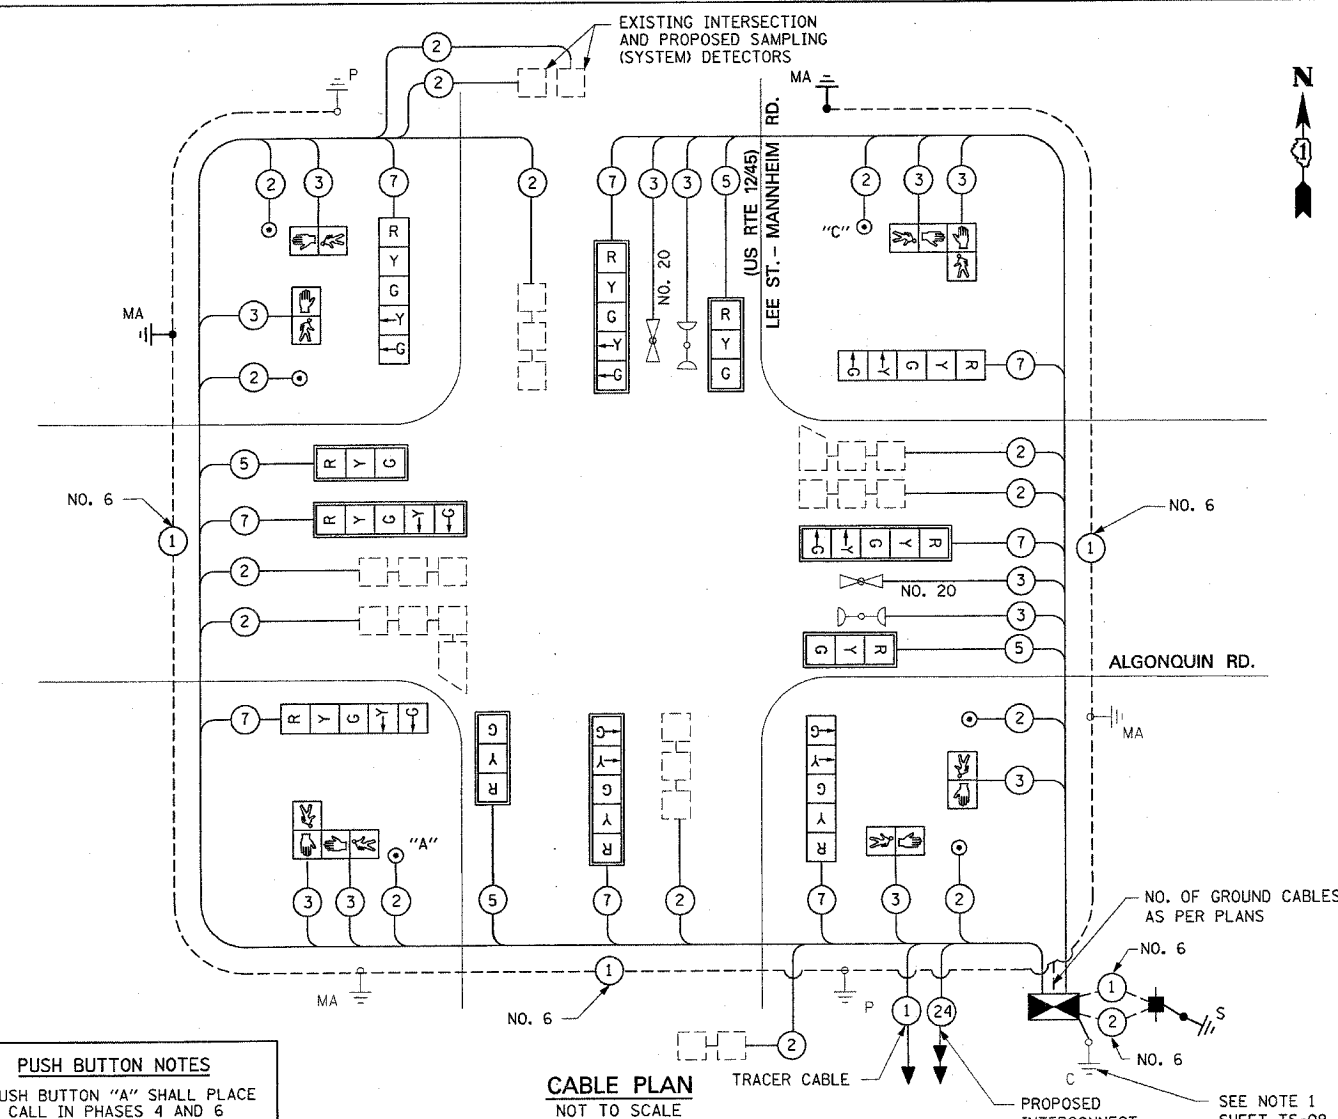 EXISTING INTERSECTION
AND PROPOSED SAMPLING
(SYSTEM) DETECTORS
2
2
P
MA
N
1
(US RTE 12/45)
LEE ST. - MANNHEIM RD.
2
3
7
2
7
3
3
5
2
3
3
"C"
NO. 20
R
Y
G
Y
G
R
Y
G
Y
G
R
Y
G
MA
3
2
G Y G Y R
7
5
R Y G
2
2
NO. 6
7
R Y G Y G
1
NO. 6
1
G Y G Y R
7
2
3
NO. 20
2
3
G Y R
5
ALGONQUIN RD.
7
R Y G Y G
G
Y
R
G
Y
G
Y
R
G
Y
G
Y
R
2
MA
3
"A"
3
3
2
5
7
2
7
3
2
NO. OF GROUND CABLES
AS PER PLANS
NO. 6
MA
1
NO. 6
P
1
24
1
2
S
NO. 6
2
C
TRACER CABLE
PROPOSED
SEE NOTE 1
CABLE PLAN
NOT TO SCALE
PUSH BUTTON NOTES
USH BUTTON "A" SHALL PLACE
CALL IN PHASES 4 AND 6